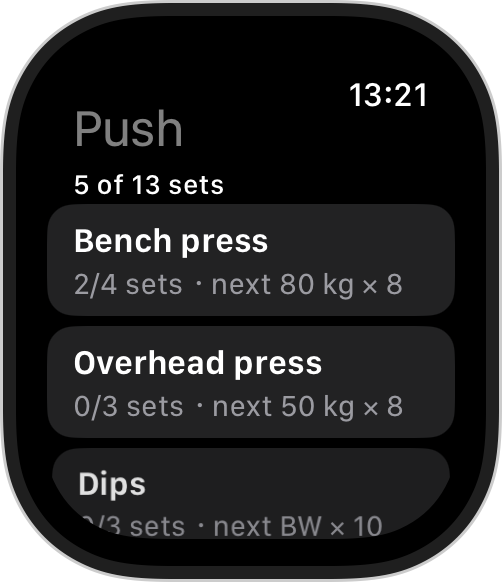 13:21
Push
5 of 13 sets
Bench press
2/4 sets · next 80 kg × 8
Overhead press
0/3 sets · next 50 kg × 8
Dips
sets · next BW × 10